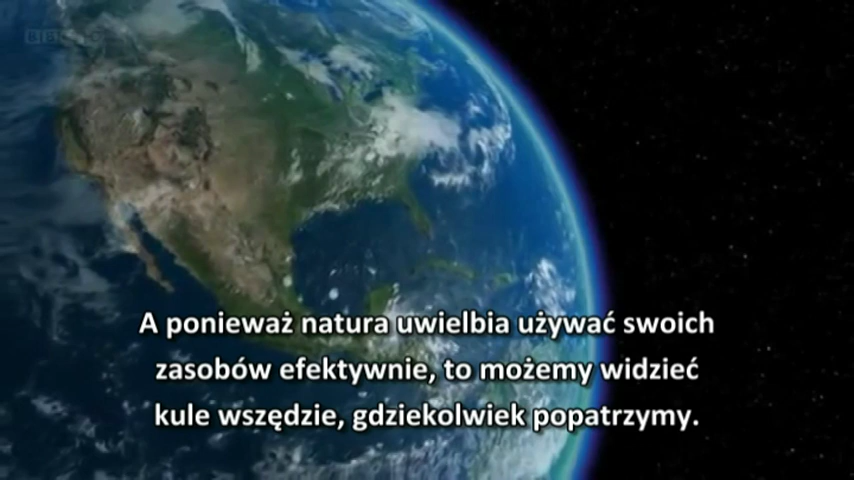 A ponieważ natura uwielbia używać swoich
zasobów efektywnie, to możemy widzieć
kule wszędzie, gdziekolwiek popatrzymy.